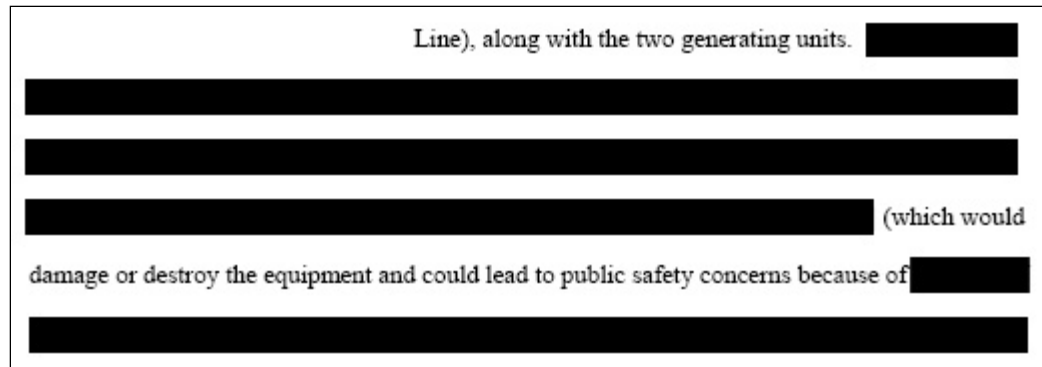 Line), along with the two generating units.
(which would
damage or destroy the equipment and could lead to public safety concerns because of